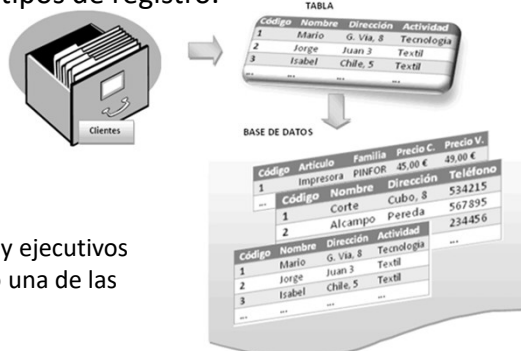 tipos de registro.
TABLA
Código Nombre Dirección Actividad
1 Mario G. Via, 8 Tecnología
2 Jorge Juan 3 Textil
3 Isabel Chile, 5 Textil
... ... ... ...
Clientes
BASE DE DATOS
Código Artículo Familia Precio C. Precio V.
1 Impresora PINFOR 45,00 € 49,00 €
...
Código Nombre Dirección Teléfono
1 Corte Cubo, 8 534215
2 Alcampo Pereda 567895
234456
...
Código Nombre Dirección Actividad
1 Mario G. Via, 8 Tecnología
2 Jorge Juan 3 Textil
3 Isabel Chile, 5 Textil
... ... ... ...
y ejecutivos
una de las